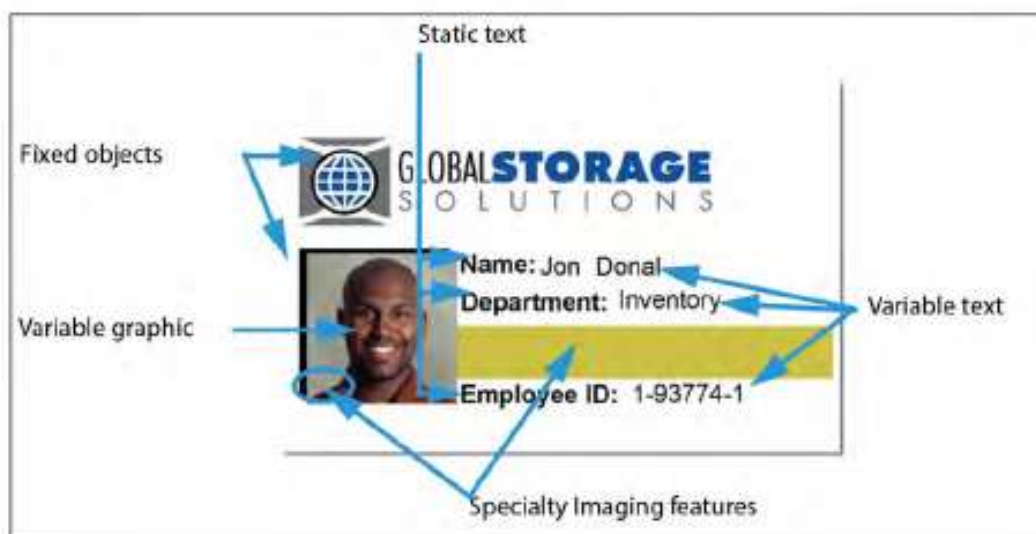 Static text
Fixed objects
GLOBALSTORAGE
SOLUTIONS
Name: Jon Donal
Department: Inventory
Variable text
Variable graphic
Employee ID: 1-93774-1
Specialty Imaging features